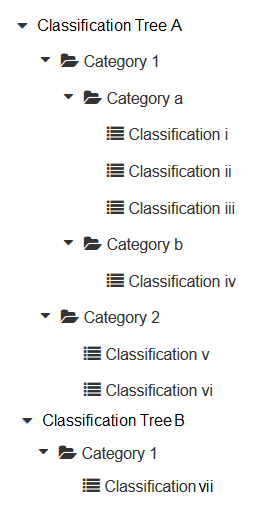 Classification Tree A
Category 1
Category a
Classification i
Classification ii
Classification iii
Category b
Classification iv
Category 2
Classification v
Classification vi
Classification Tree B
Category 1
Classification vii